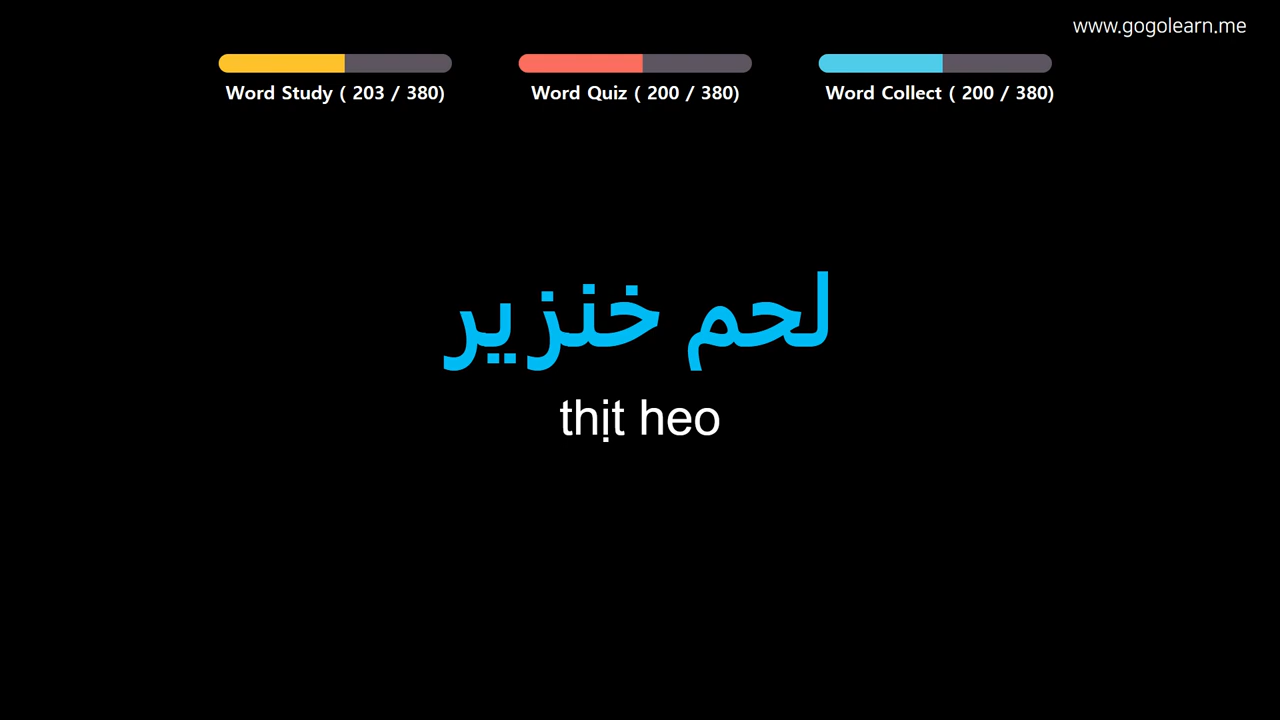 www.gogolearn.me
Word Study ( 203 / 380)
Word Quiz ( 200 / 380)
Word Collect ( 200 / 380)
لحم خنزير
thịt heo